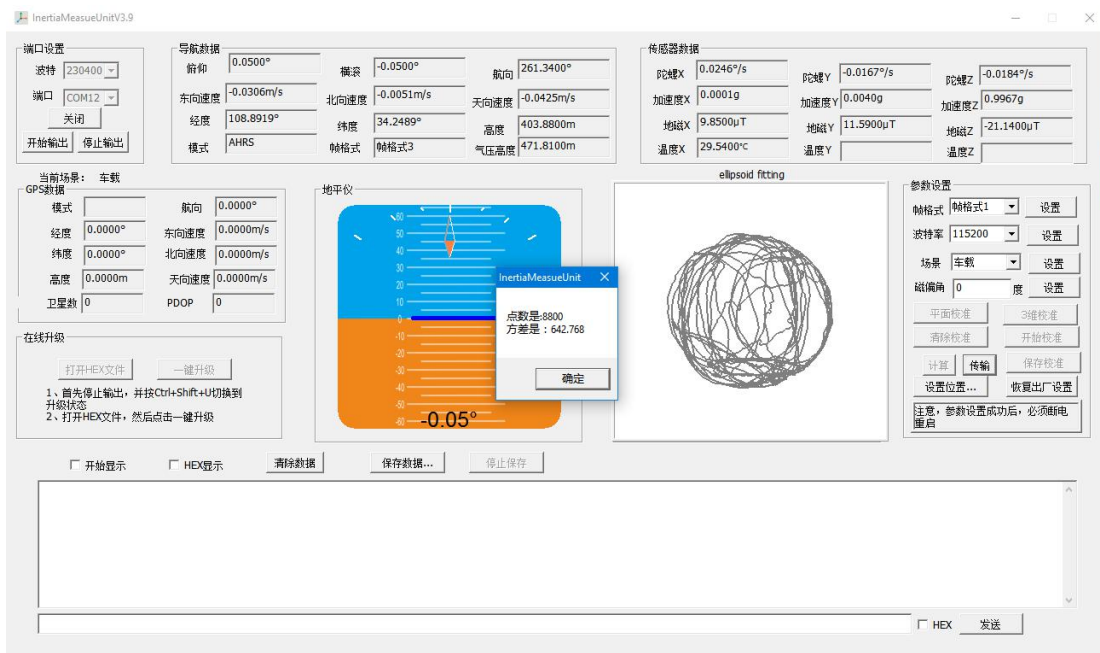 InertiaMeasueUnitV3.9
端口设置
波特 230400
端口 COM12
关闭
开始输出 停止输出
导航数据
俯仰 0.0500° 横滚 -0.0500° 航向 261.3400°
东向速度 -0.0306m/s 北向速度 -0.0051m/s 天向速度 -0.0425m/s
经度 108.8919° 纬度 34.2489° 高度 403.8800m
模式 AHRS 帧格式 帧格式3 气压高度 471.8100m
传感器数据
陀螺X 0.0246°/s 陀螺Y -0.0167°/s 陀螺Z -0.0184°/s
加速度X 0.0001g 加速度Y 0.0040g 加速度Z 0.9967g
地磁X 9.8500μT 地磁Y 11.5900μT 地磁Z -21.1400μT
温度X 29.5400℃ 温度Y 温度Z
当前场景: 车载
GPS数据
模式 航向 0.0000°
经度 0.0000° 东向速度 0.0000m/s
纬度 0.0000° 北向速度 0.0000m/s
高度 0.0000m 天向速度 0.0000m/s
卫星数 0 PDOP 0
在线升级
打开HEX文件 一键升级
1、首先停止输出，并按Ctrl+Shift+U切换到
升级状态
2、打开HEX文件，然后点击一键升级
地平仪
60
50
40
30
20
10
0
-10
-20
-30
-40
-50
-60
-0.05°
InertiaMeasueUnit
点数是:8800
方差是：642.768
确定
ellipsoid fitting
参数设置
帧格式 帧格式1 设置
波特率 115200 设置
场景 车载 设置
磁偏角 0 度 设置
平面校准 3维校准
清除校准 开始校准
计算 传输 保存校准
设置位置... 恢复出厂设置
注意，参数设置成功后，必须断电
重启
开始显示 HEX显示 清除数据 保存数据... 停止保存
HEX 发送